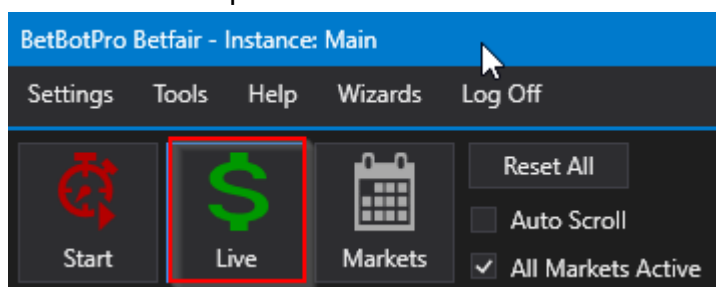 BetBotPro Betfair - Instance: Main
Settings Tools Help Wizards Log Off
Start
Live
Markets
Reset All
Auto Scroll
All Markets Active